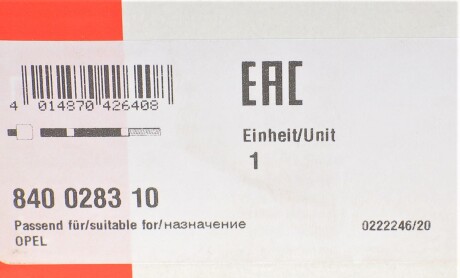 EAC
4 014870 426408
Einheit/Unit
1
840 0283 10
Passend für/suitable for/назначение
OPEL
0222246/20